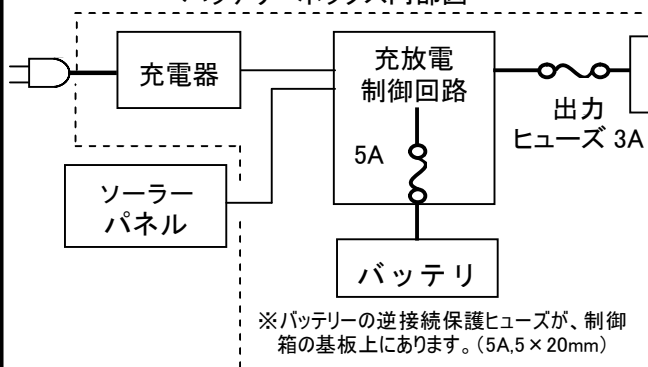 充電器
充放電
制御回路
出力
ヒューズ 3A
5A
ソーラー
パネル
バッテリ
※バッテリーの逆接続保護ヒューズが、制御
箱の基板上にあります。(5A,5×20mm)